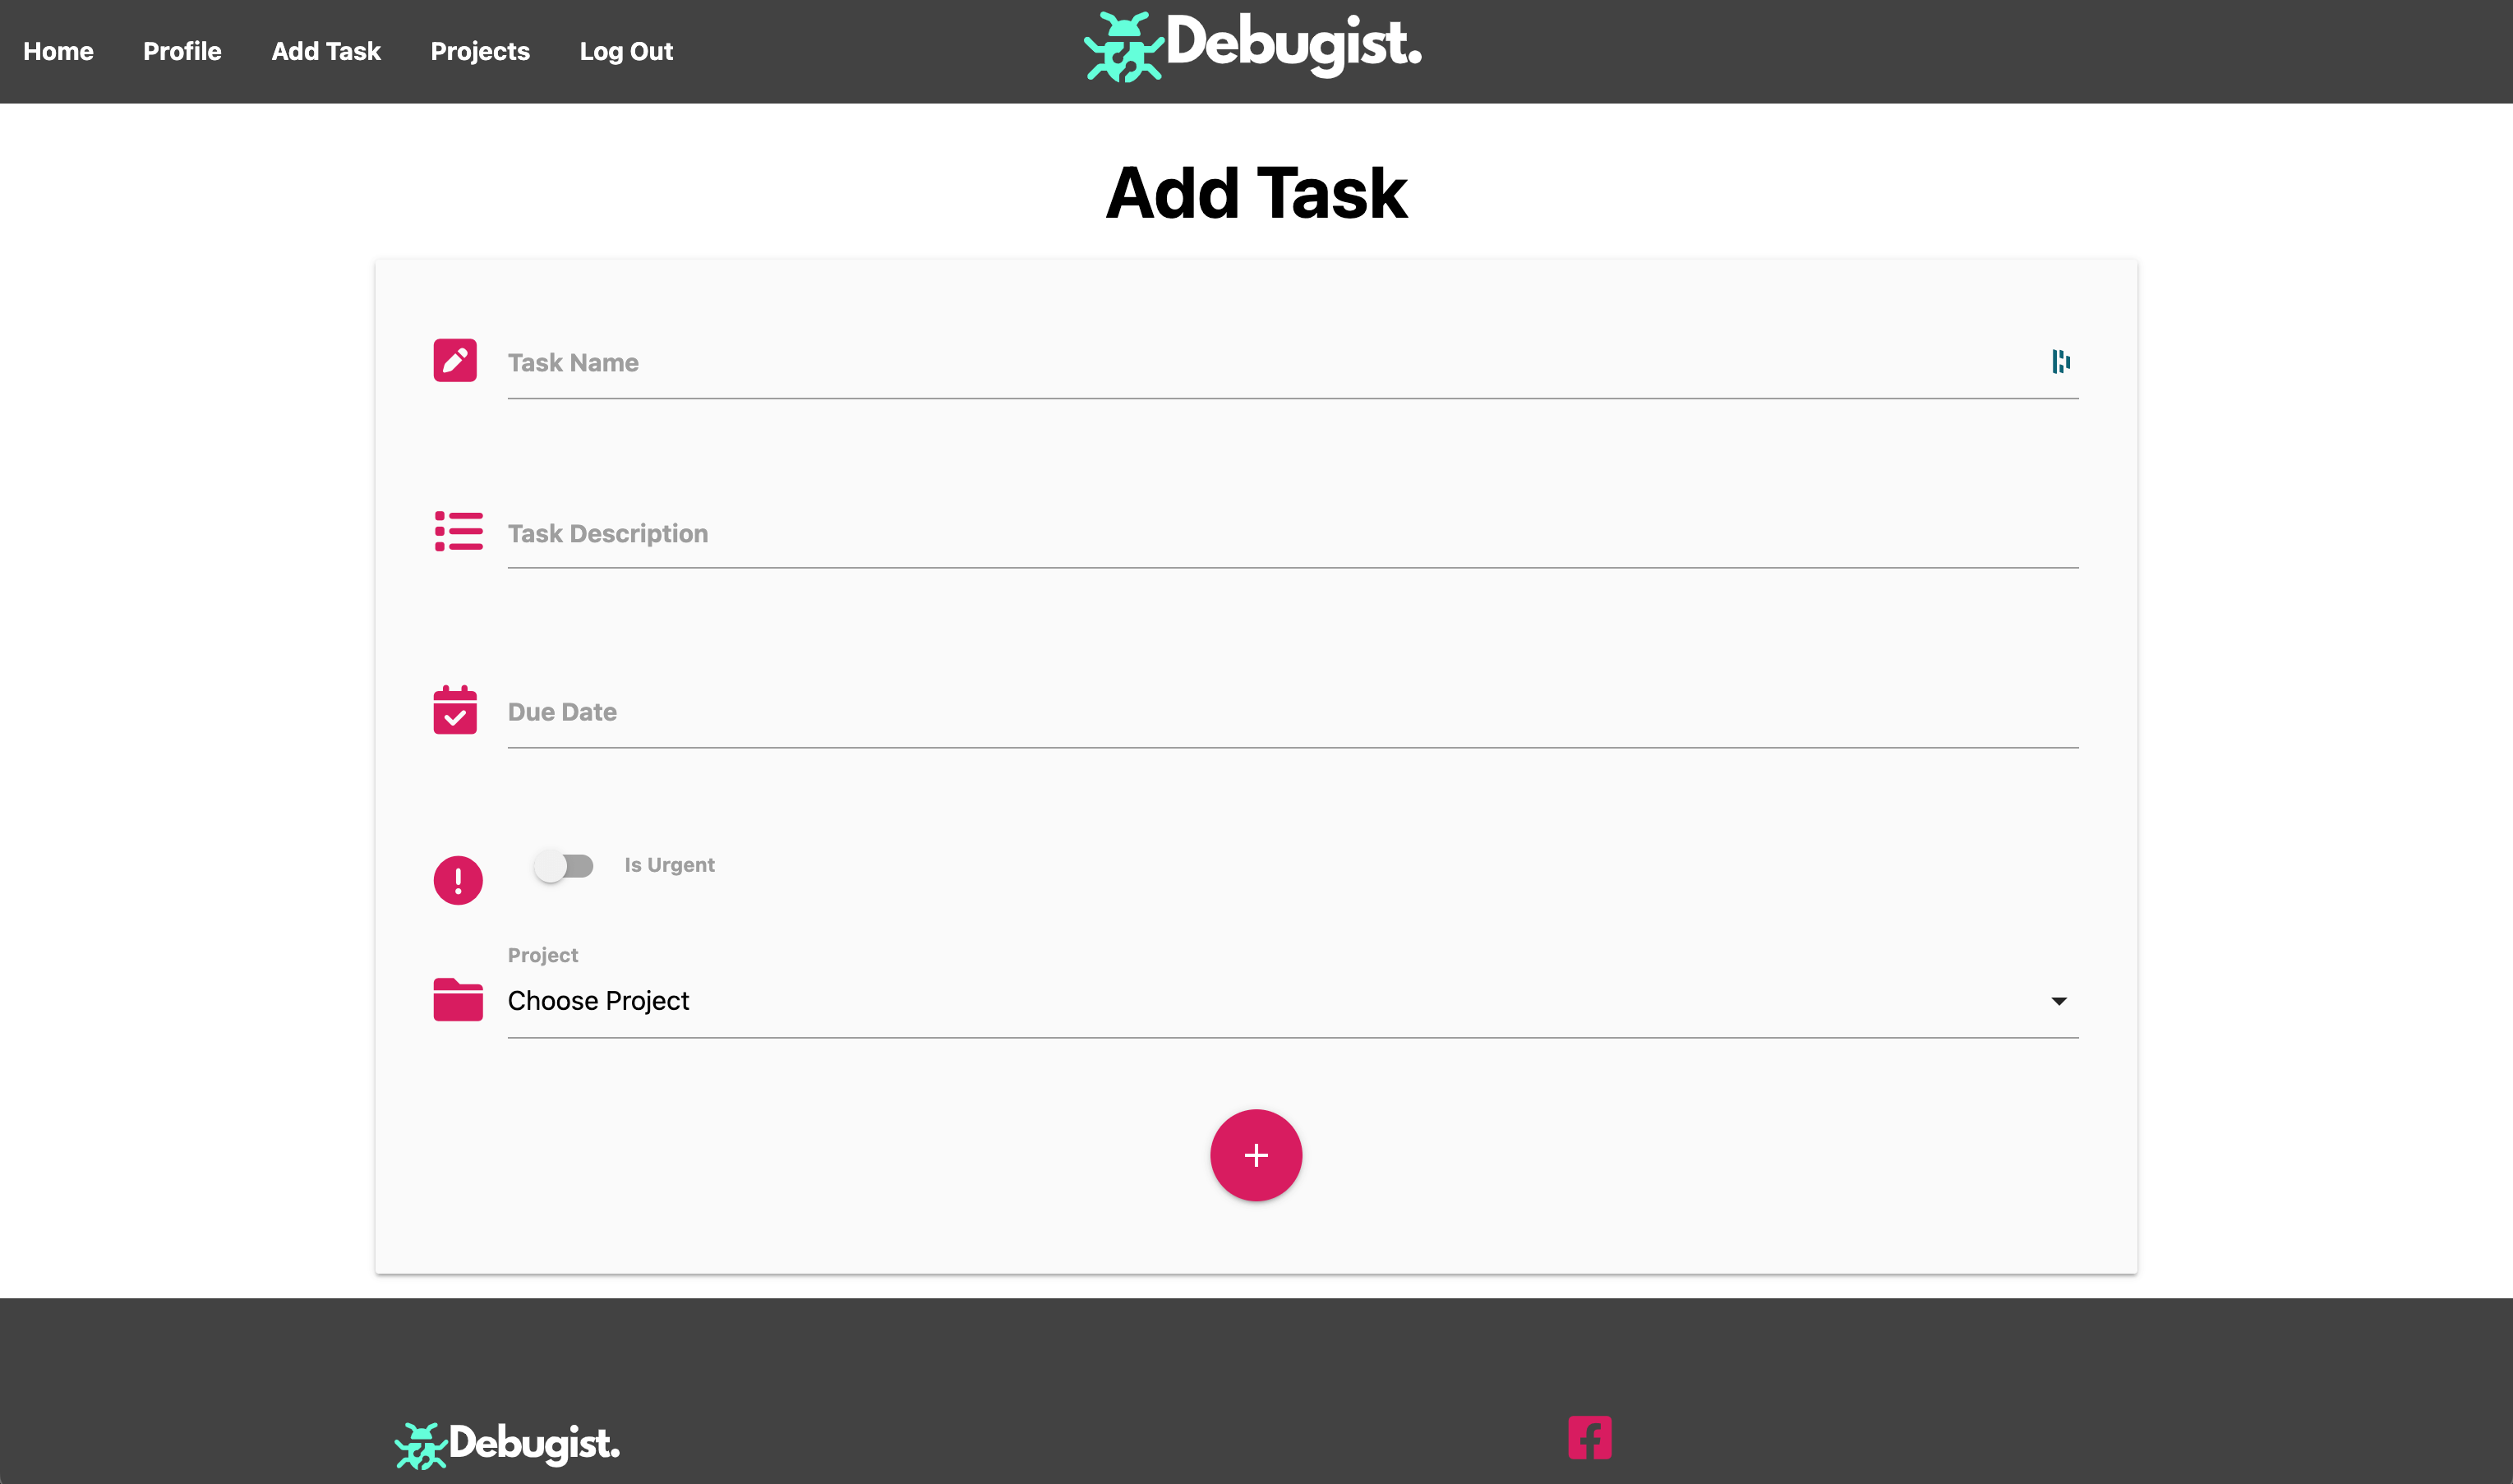 Home Profile Add Task Projects Log Out Debugist.
Add Task
Task Name
Task Description
Due Date
Is Urgent
Project
Choose Project
+
Debugist.